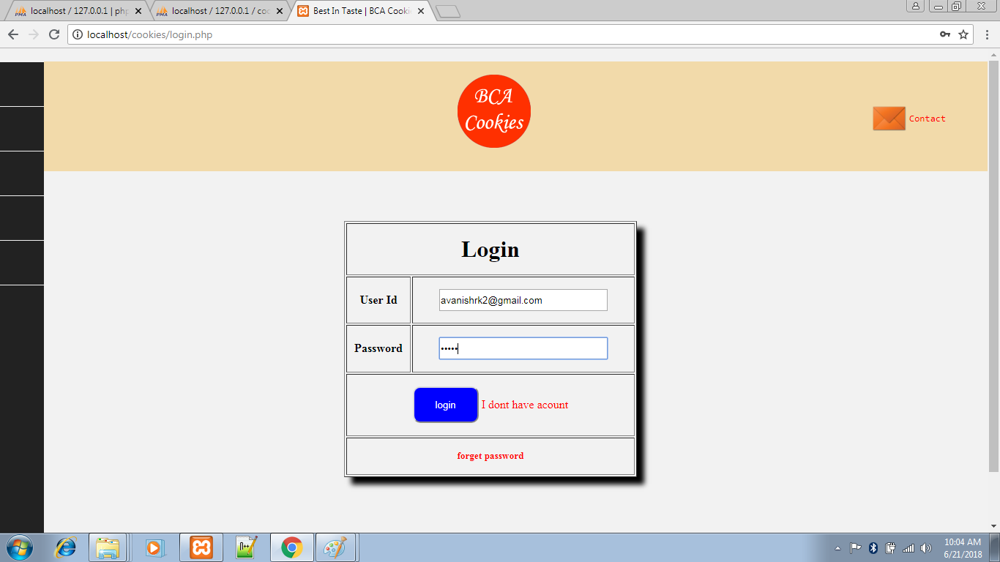 localhost / 127.0.0.1 | php
localhost / 127.0.0.1 / coo
Best In Taste | BCA Cookie
localhost/cookies/login.php
BCA
Cookies
Contact
Login
User Id
avanishrk2@gmail.com
Password
•••••
login I dont have acount
forget password
10:04 AM
6/21/2018